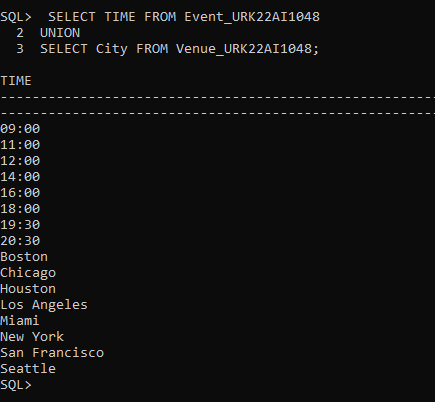 SQL>  SELECT TIME FROM Event_URK22AI1048
  2  UNION
  3  SELECT City FROM Venue_URK22AI1048;
TIME
------------------------------------------------------
------------------------------------------------------
09:00
11:00
12:00
14:00
16:00
18:00
19:30
20:30
Boston
Chicago
Houston
Los Angeles
Miami
New York
San Francisco
Seattle
SQL>